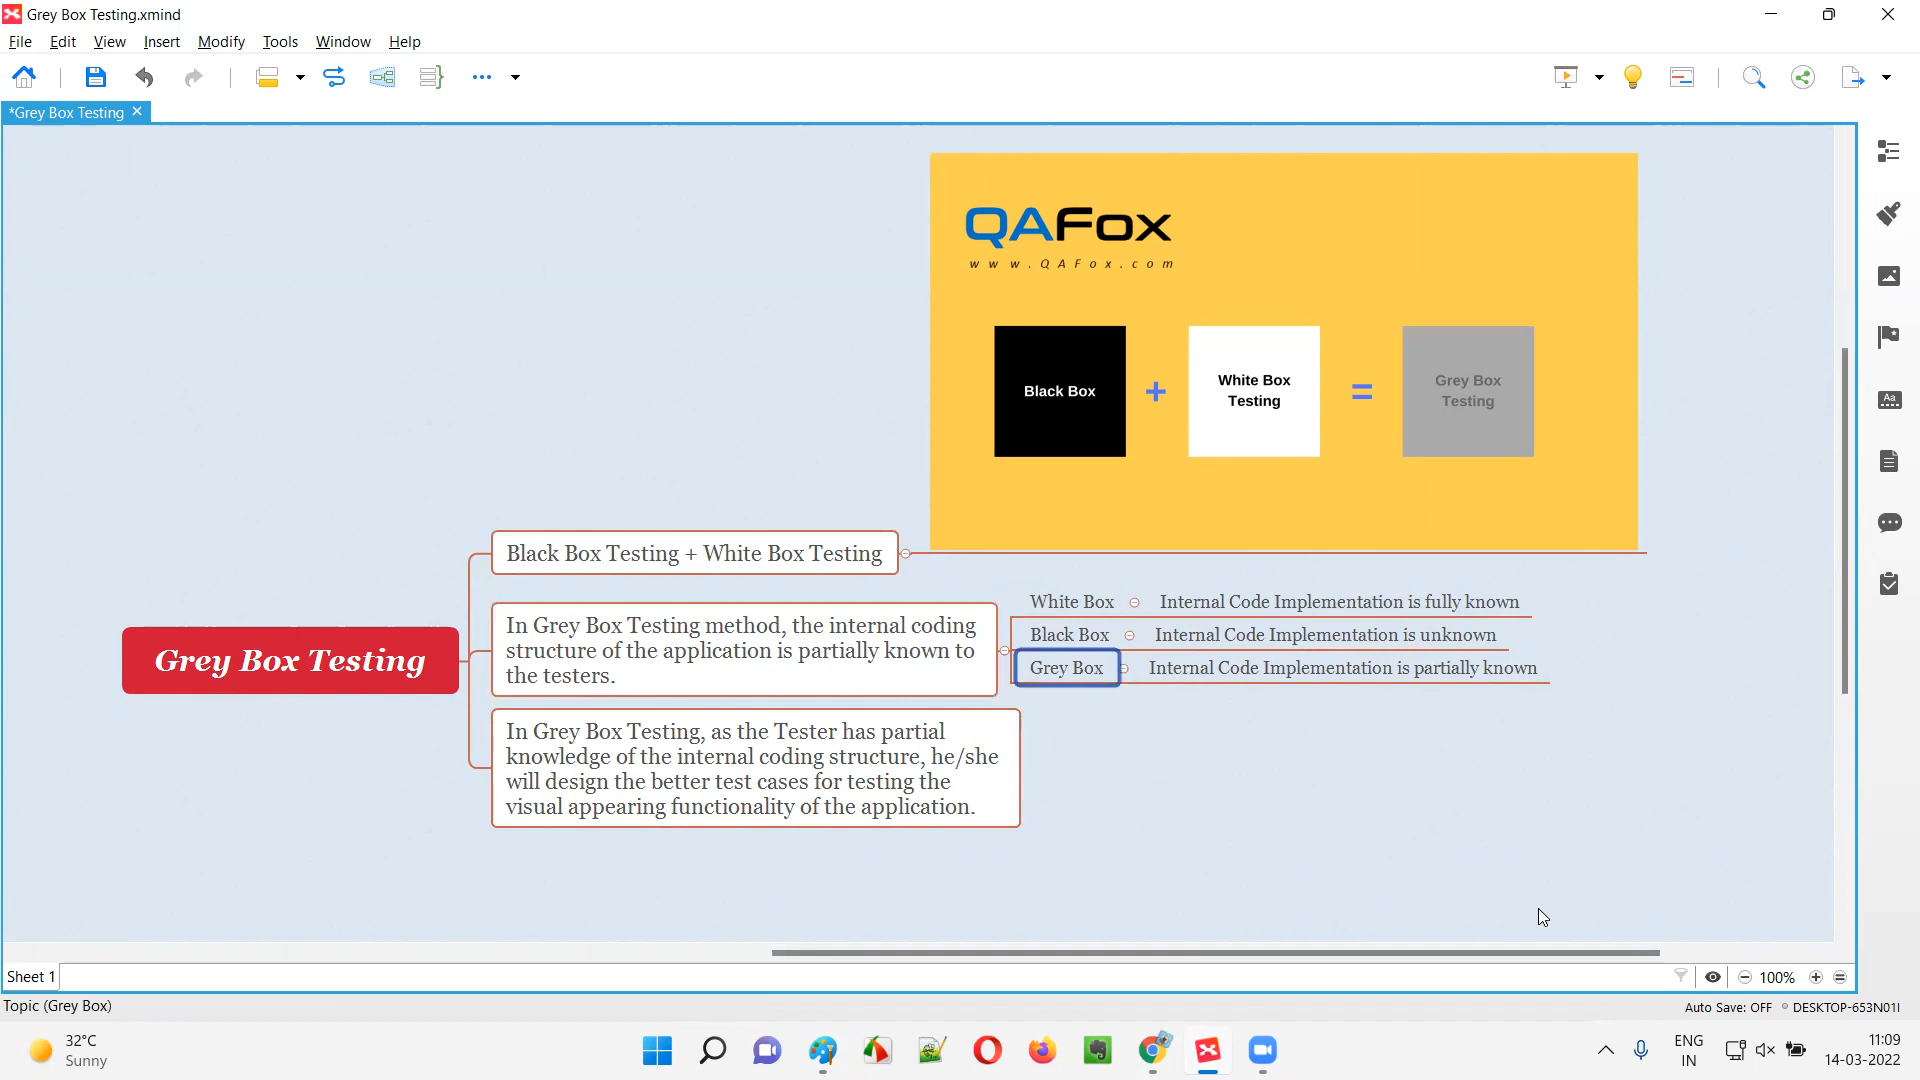 Grey Box Testing.xmind
File Edit View Insert Modify Tools Window Help
*Grey Box Testing
QAFox
www.QAFox.com
Black Box
+
White Box
Testing
=
Grey Box
Testing
Black Box Testing + White Box Testing
White Box Internal Code Implementation is fully known
Black Box Internal Code Implementation is unknown
Grey Box Internal Code Implementation is partially known
In Grey Box Testing method, the internal coding
structure of the application is partially known to
the testers.
Grey Box Testing
In Grey Box Testing, as the Tester has partial
knowledge of the internal coding structure, he/she
will design the better test cases for testing the
visual appearing functionality of the application.
Aa
Sheet 1
100%
Topic (Grey Box)
Auto Save: OFF DESKTOP-653N01I
32°C
Sunny
ENG
IN
11:09
14-03-2022